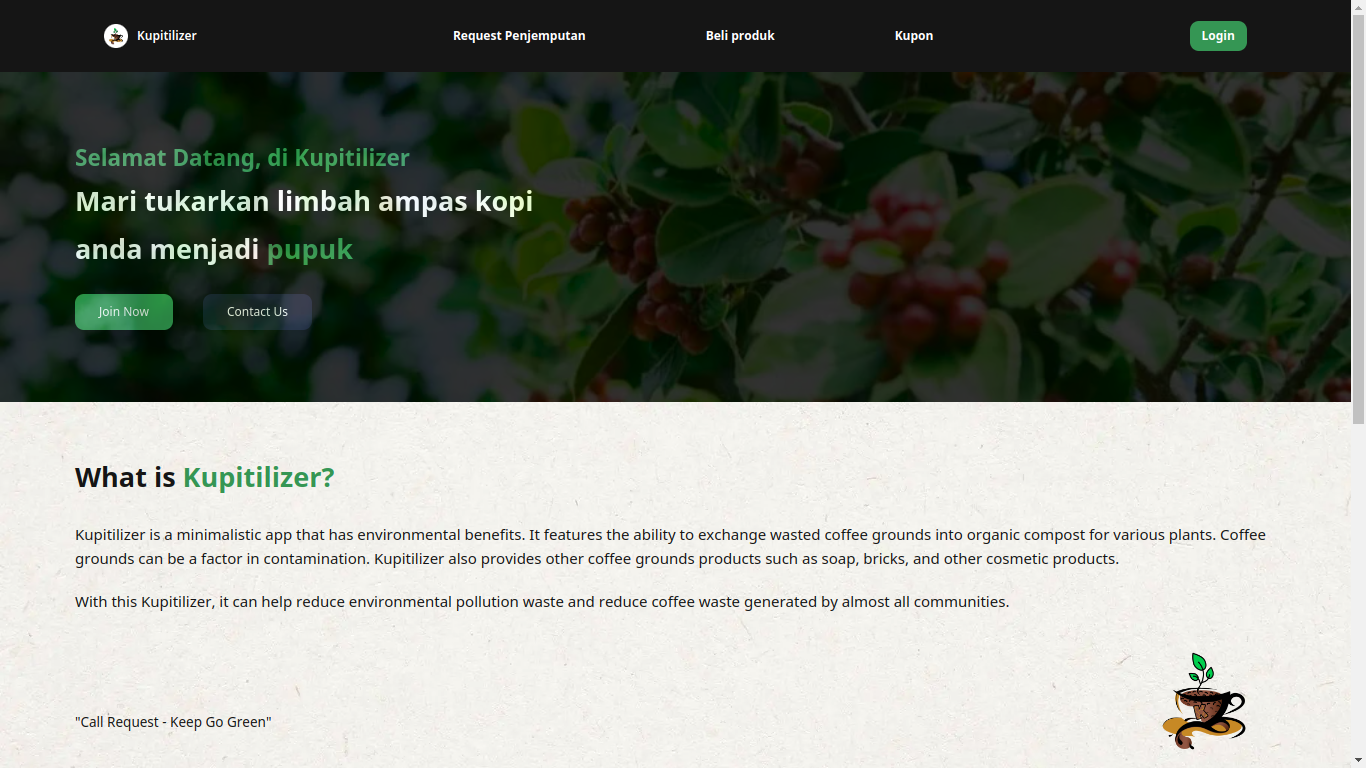 Kupitilizer
Request Penjemputan
Beli produk
Kupon
Login
Selamat Datang, di Kupitilizer
Mari tukarkan limbah ampas kopi
anda menjadi pupuk
Join Now
Contact Us
What is Kupitilizer?
Kupitilizer is a minimalistic app that has environmental benefits. It features the ability to exchange wasted coffee grounds into organic compost for various plants. Coffee
grounds can be a factor in contamination. Kupitilizer also provides other coffee grounds products such as soap, bricks, and other cosmetic products.
With this Kupitilizer, it can help reduce environmental pollution waste and reduce coffee waste generated by almost all communities.
"Call Request - Keep Go Green"